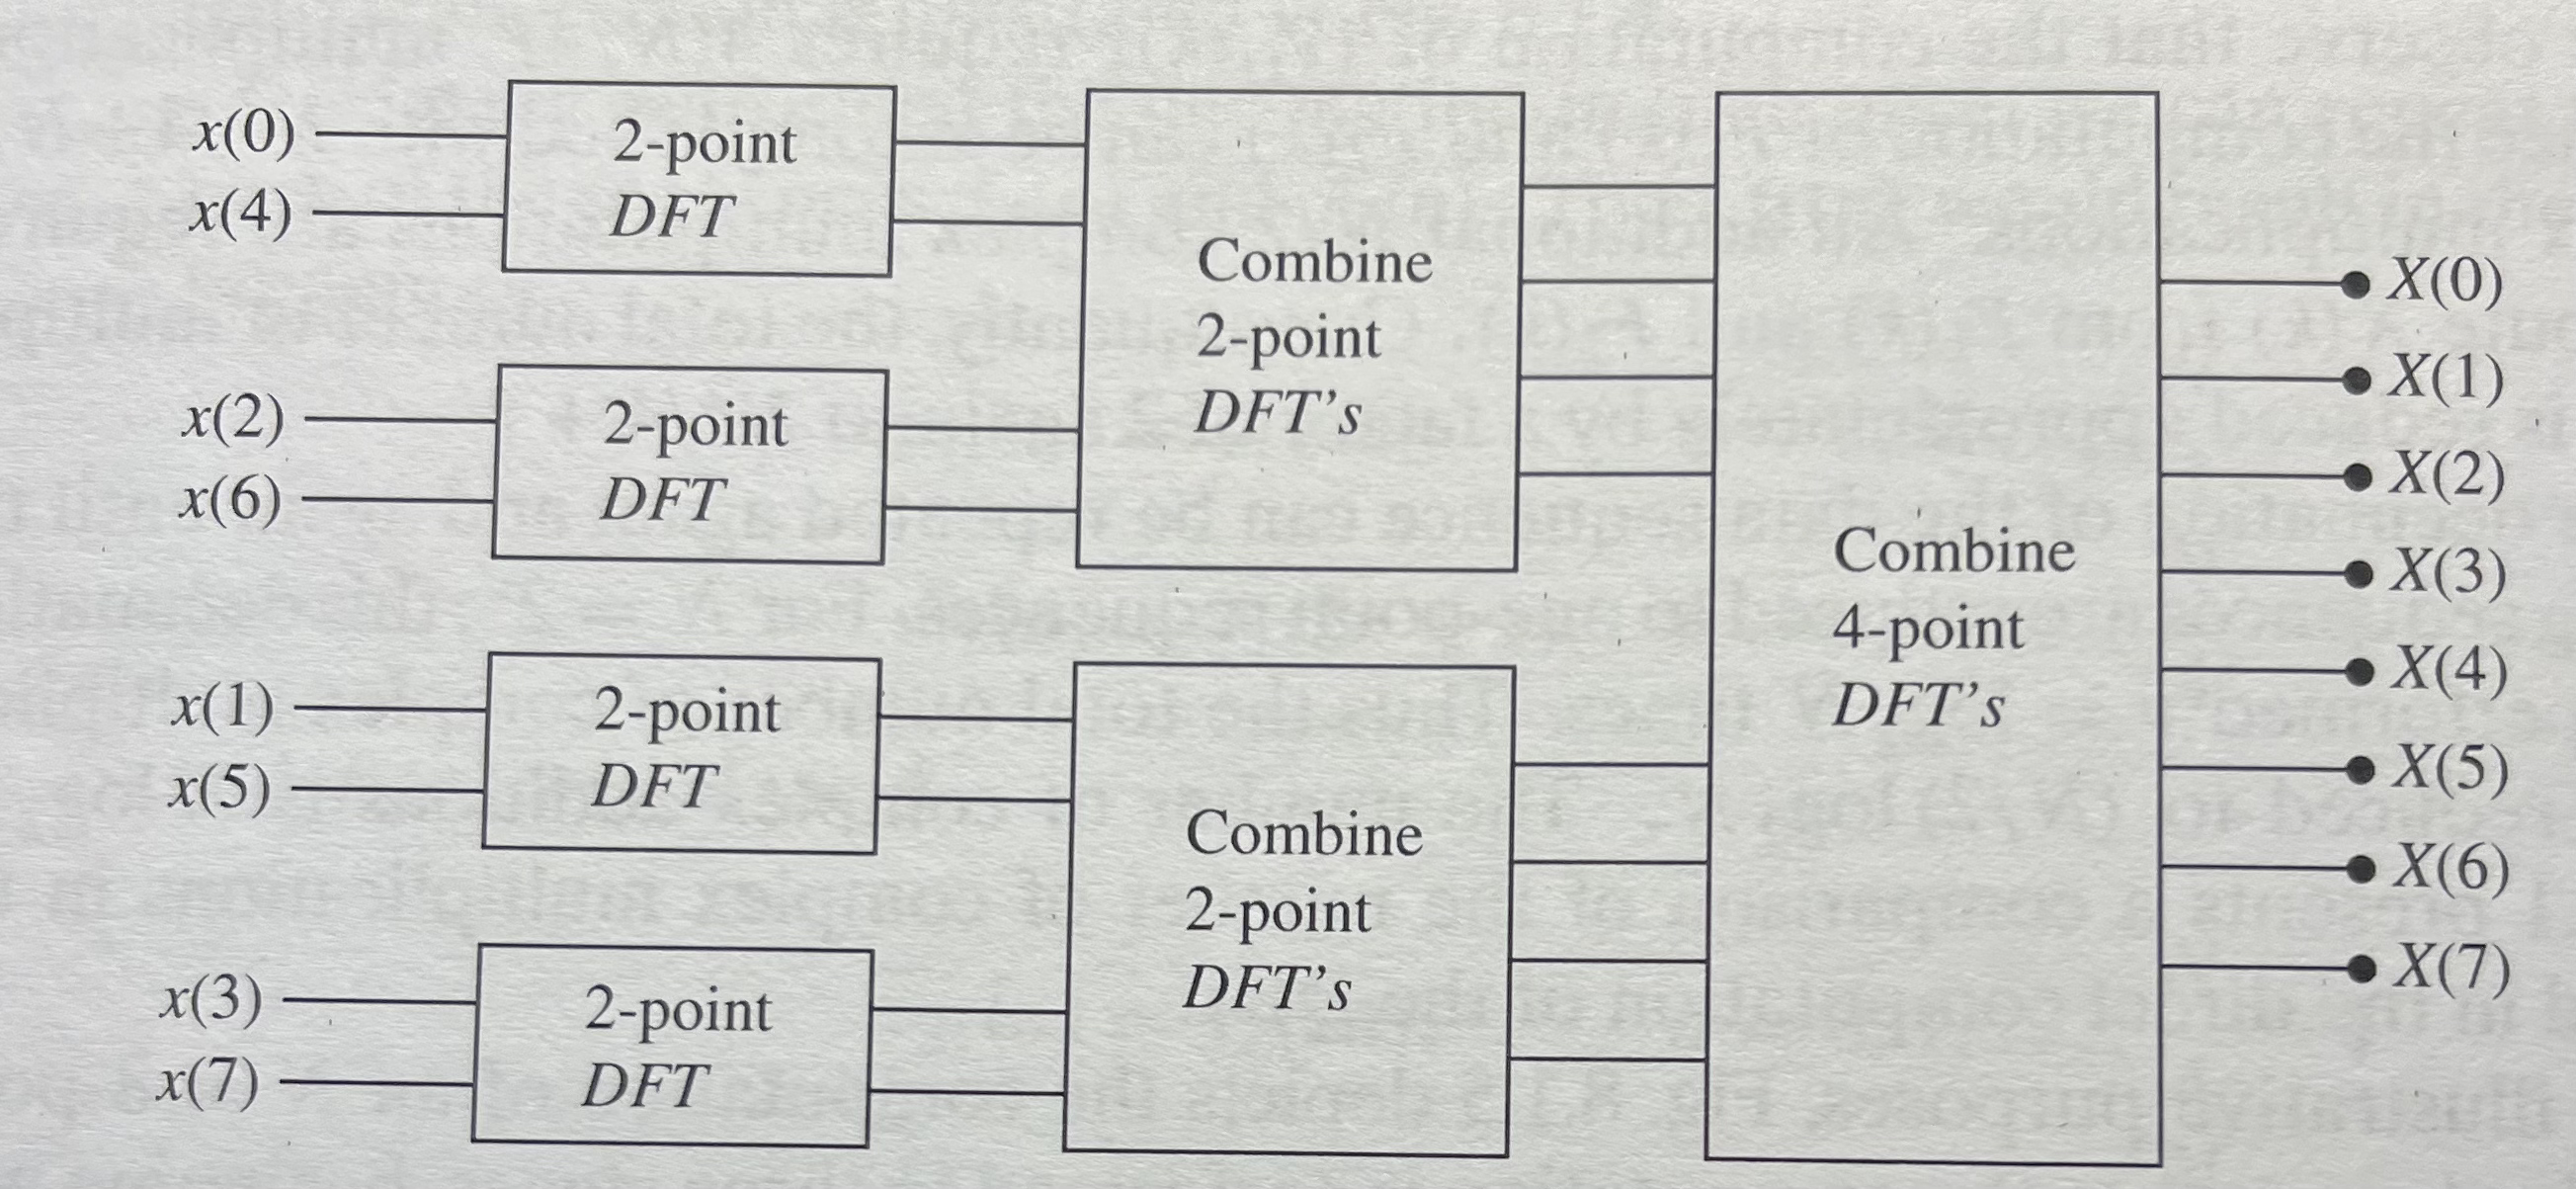 x(0)
x(4)
2-point
DFT
x(2)
x(6)
2-point
DFT
x(1)
x(5)
2-point
DFT
x(3)
x(7)
2-point
DFT
Combine
2-point
DFT's
Combine
2-point
DFT's
Combine
4-point
DFT's
X(0)
X(1)
X(2)
X(3)
X(4)
X(5)
X(6)
X(7)